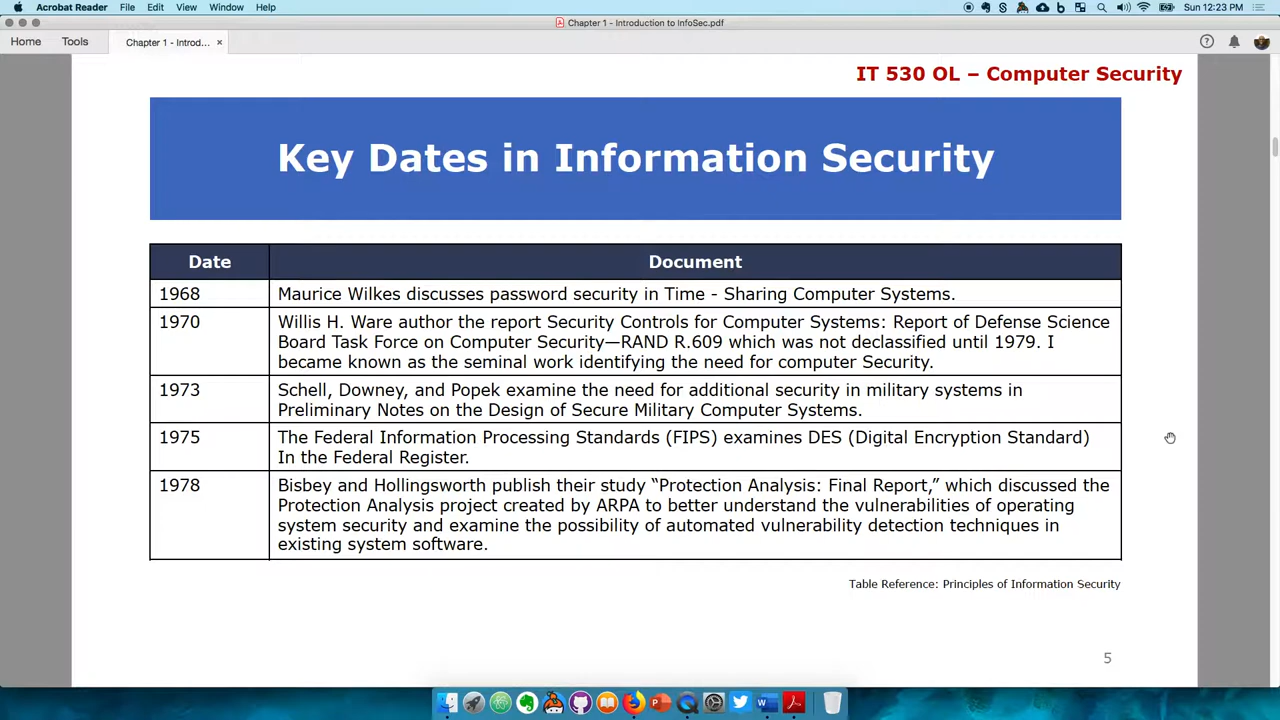 Acrobat Reader File Edit View Window Help Sun 12:23 PM
Chapter 1 - Introduction to InfoSec.pdf
Home Tools Chapter 1 - Introd... ×
IT 530 OL – Computer Security
Key Dates in Information Security
Date Document
1968 Maurice Wilkes discusses password security in Time - Sharing Computer Systems.
1970 Willis H. Ware author the report Security Controls for Computer Systems: Report of Defense Science
Board Task Force on Computer Security—RAND R.609 which was not declassified until 1979. I
became known as the seminal work identifying the need for computer Security.
1973 Schell, Downey, and Popek examine the need for additional security in military systems in
Preliminary Notes on the Design of Secure Military Computer Systems.
1975 The Federal Information Processing Standards (FIPS) examines DES (Digital Encryption Standard)
In the Federal Register.
1978 Bisbey and Hollingsworth publish their study “Protection Analysis: Final Report,” which discussed the
Protection Analysis project created by ARPA to better understand the vulnerabilities of operating
system security and examine the possibility of automated vulnerability detection techniques in
existing system software.
Table Reference: Principles of Information Security
5